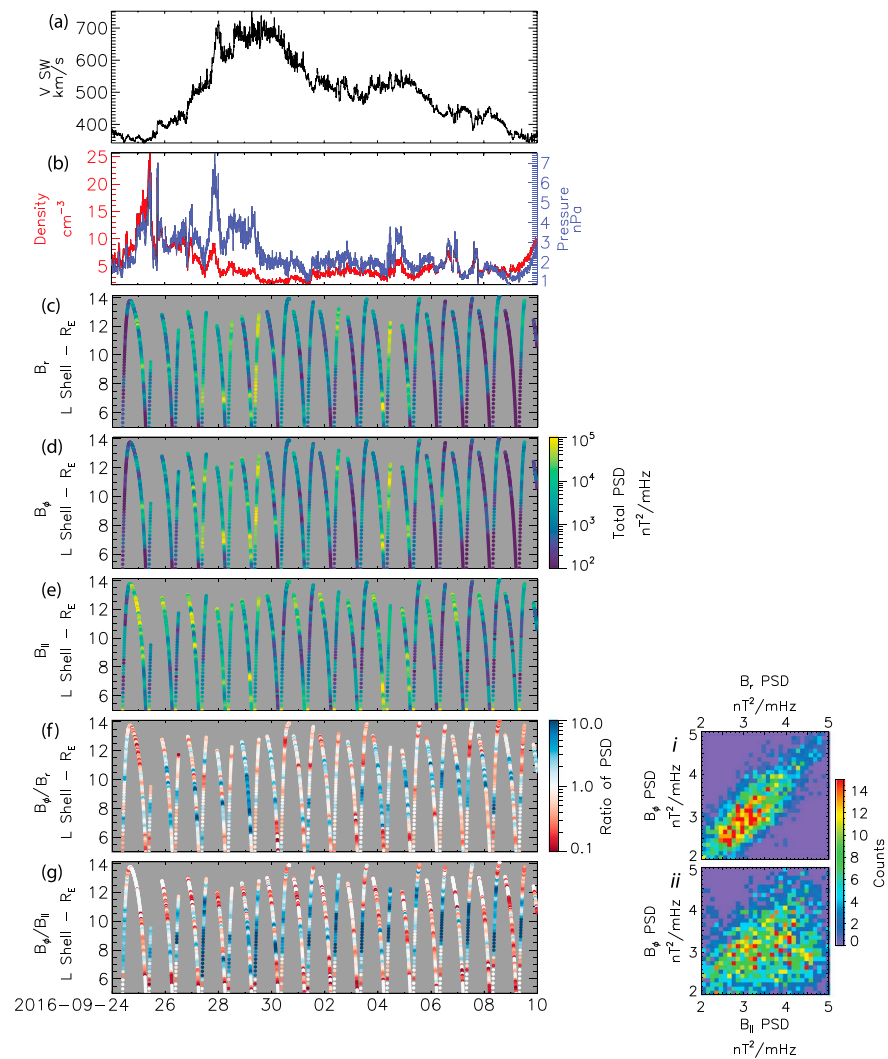 (a)
700
600
500
400
V SW
km/s
(b)
25
20
15
10
5
Density
cm⁻³
7
6
5
4
3
2
1
Pressure
nPa
(c)
14
12
10
8
6
B_r
L Shell – R_E
(d)
14
12
10
8
6
B_ϕ
L Shell – R_E
10⁵
10⁴
10³
10²
Total PSD
nT²/mHz
(e)
14
12
10
8
6
B_||
L Shell – R_E
(f)
14
12
10
8
6
B_ϕ/B_r
L Shell – R_E
10.0
1.0
0.1
Ratio of PSD
(g)
14
12
10
8
6
B_ϕ/B_||
L Shell – R_E
2016–09–24 26 28 30 02 04 06 08 10
B_r PSD
nT²/mHz
2 3 4 5
i
5
4
3
2
B_ϕ PSD
nT²/mHz
ii
5
4
3
2
B_ϕ PSD
nT²/mHz
2 3 4 5
B_|| PSD
nT²/mHz
14
12
10
8
6
4
2
0
Counts